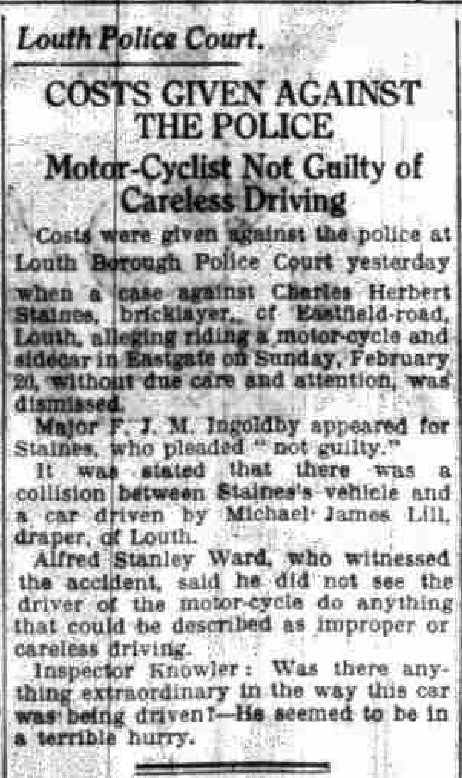 Louth Police Court.
COSTS GIVEN AGAINST
THE POLICE
Motor-Cyclist Not Guilty of
Careless Driving
Costs were given against the police at
Louth Borough Police Court yesterday
when a case against Charles Herbert
Staines, bricklayer, of Eastfield-road,
Louth, alleging riding a motor-cycle and
sidecar in Eastgate on Sunday, February
20, without due care and attention, was
dismissed.
Major F. J. M. Ingoldby appeared for
Staines, who pleaded "not guilty."
It was stated that there was a
collision between Staines's vehicle and
a car driven by Michael James Lill,
draper, of Louth.
Alfred Stanley Ward, who witnessed
the accident, said he did not see the
driver of the motor-cycle do anything
that could be described as improper or
careless driving.
Inspector Knowler: Was there any-
thing extraordinary in the way this car
was being driven?—He seemed to be in
a terrible hurry.